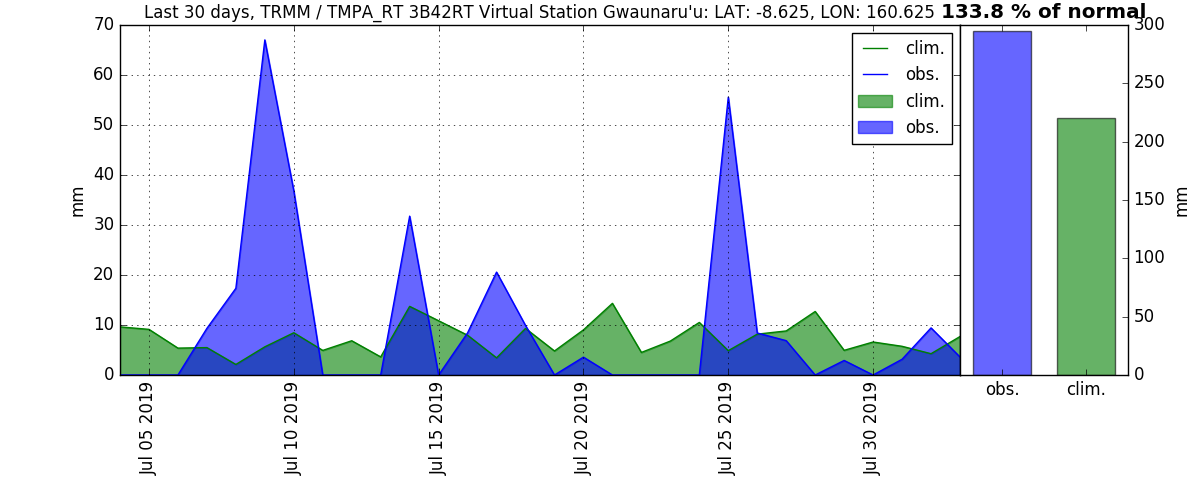 Last 30 days, TRMM / TMPA_RT 3B42RT Virtual Station Gwaunaru'u: LAT: -8.625, LON: 160.625 133.8 % of normal
70
60
50
40
30
20
10
0
mm
clim.
obs.
clim.
obs.
Jul 05 2019
Jul 10 2019
Jul 15 2019
Jul 20 2019
Jul 25 2019
Jul 30 2019
300
250
200
150
100
50
0
mm
obs. clim.